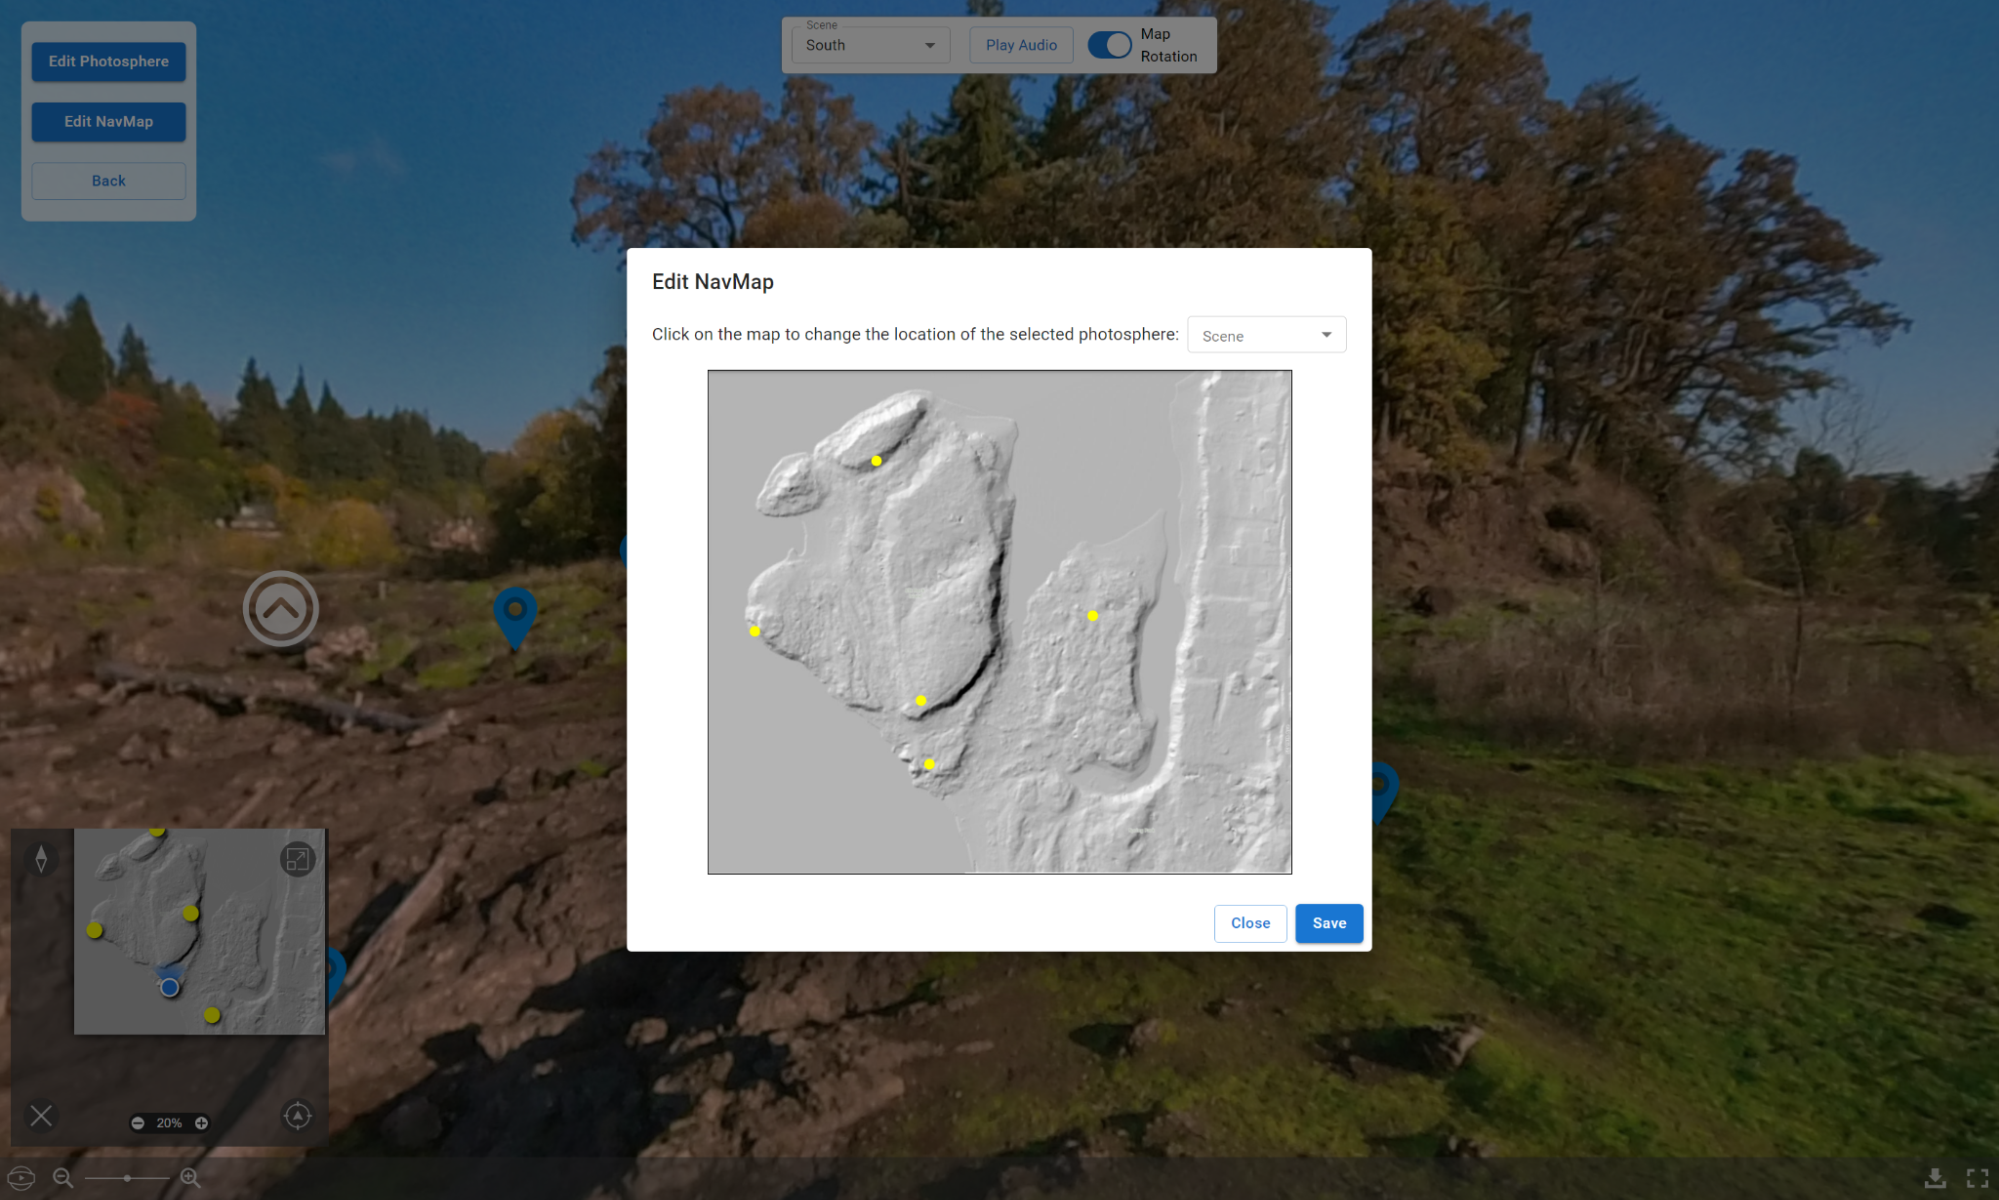 Edit Photosphere
Edit NavMap
Back
Scene
South
Play Audio
Map
Rotation
Edit NavMap
Click on the map to change the location of the selected photosphere:
Scene
Close
Save
20%